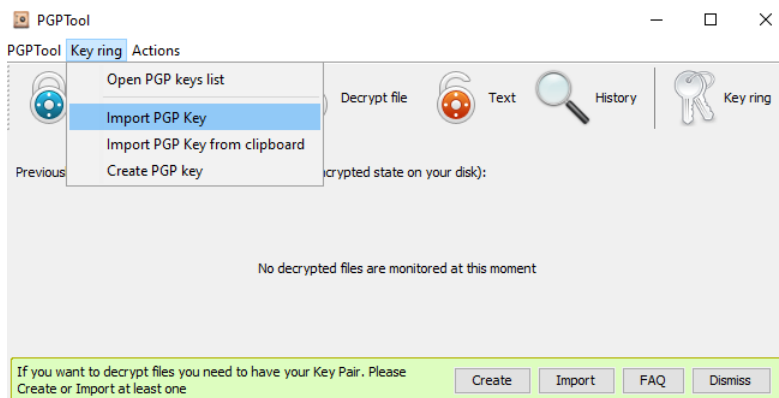 PGPTool
PGPTool Key ring Actions
Open PGP keys list
Import PGP Key
Import PGP Key from clipboard
Create PGP key
Decrypt file
Text
History
Key ring
Previous
crypted state on your disk):
No decrypted files are monitored at this moment
If you want to decrypt files you need to have your Key Pair. Please
Create or Import at least one
Create
Import
FAQ
Dismiss